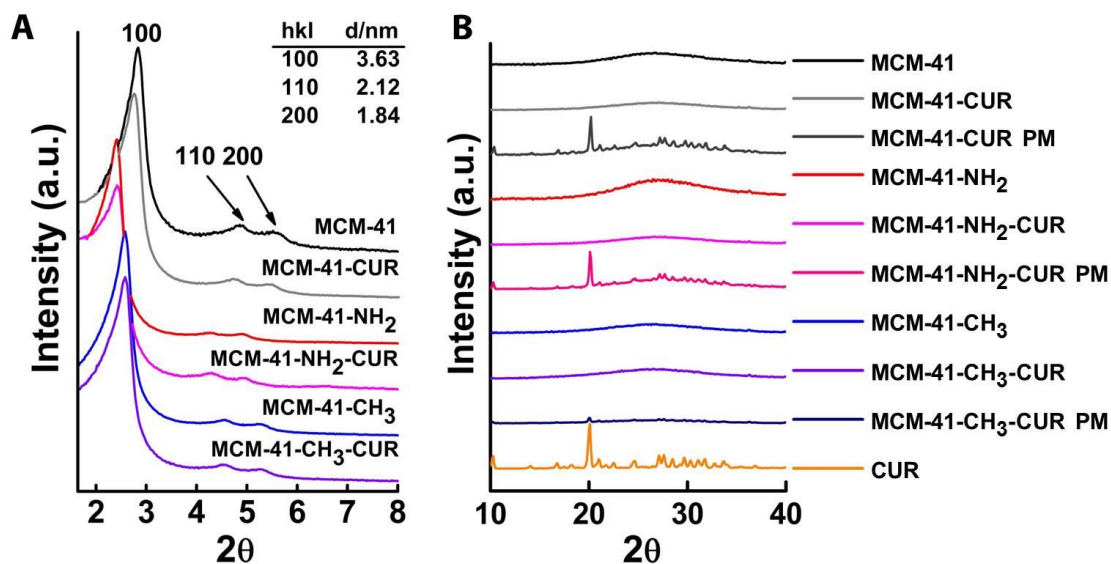 A
100
hkl d/nm
100 3.63
110 2.12
200 1.84
110 200
MCM-41
MCM-41-CUR
MCM-41-NH₂
MCM-41-NH₂-CUR
MCM-41-CH₃
MCM-41-CH₃-CUR
Intensity (a.u.)
2 3 4 5 6 7 8
2θ
B
MCM-41
MCM-41-CUR
MCM-41-CUR PM
MCM-41-NH₂
MCM-41-NH₂-CUR
MCM-41-NH₂-CUR PM
MCM-41-CH₃
MCM-41-CH₃-CUR
MCM-41-CH₃-CUR PM
CUR
Intensity (a.u.)
10 20 30 40
2θ